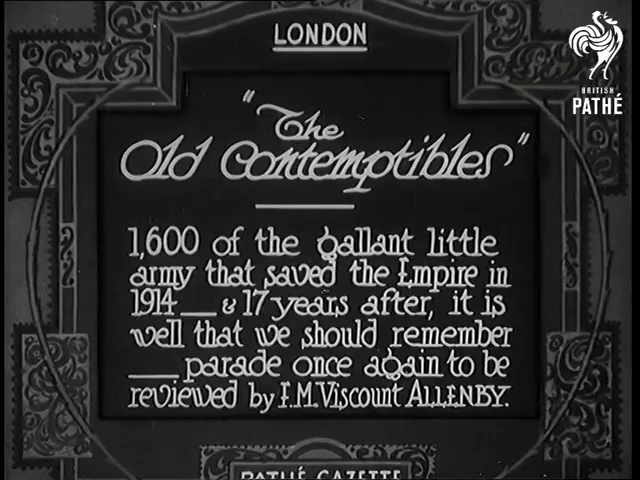 LONDON
BRITISH
PATHÉ
"The
Old Contemptibles"
1,600 of the gallant little
army that saved the Empire in
1914 __ & 17 years after, it is
well that we should remember
__ parade once again to be
reviewed by F.M. Viscount ALLENBY.
PATHÉ GAZETTE